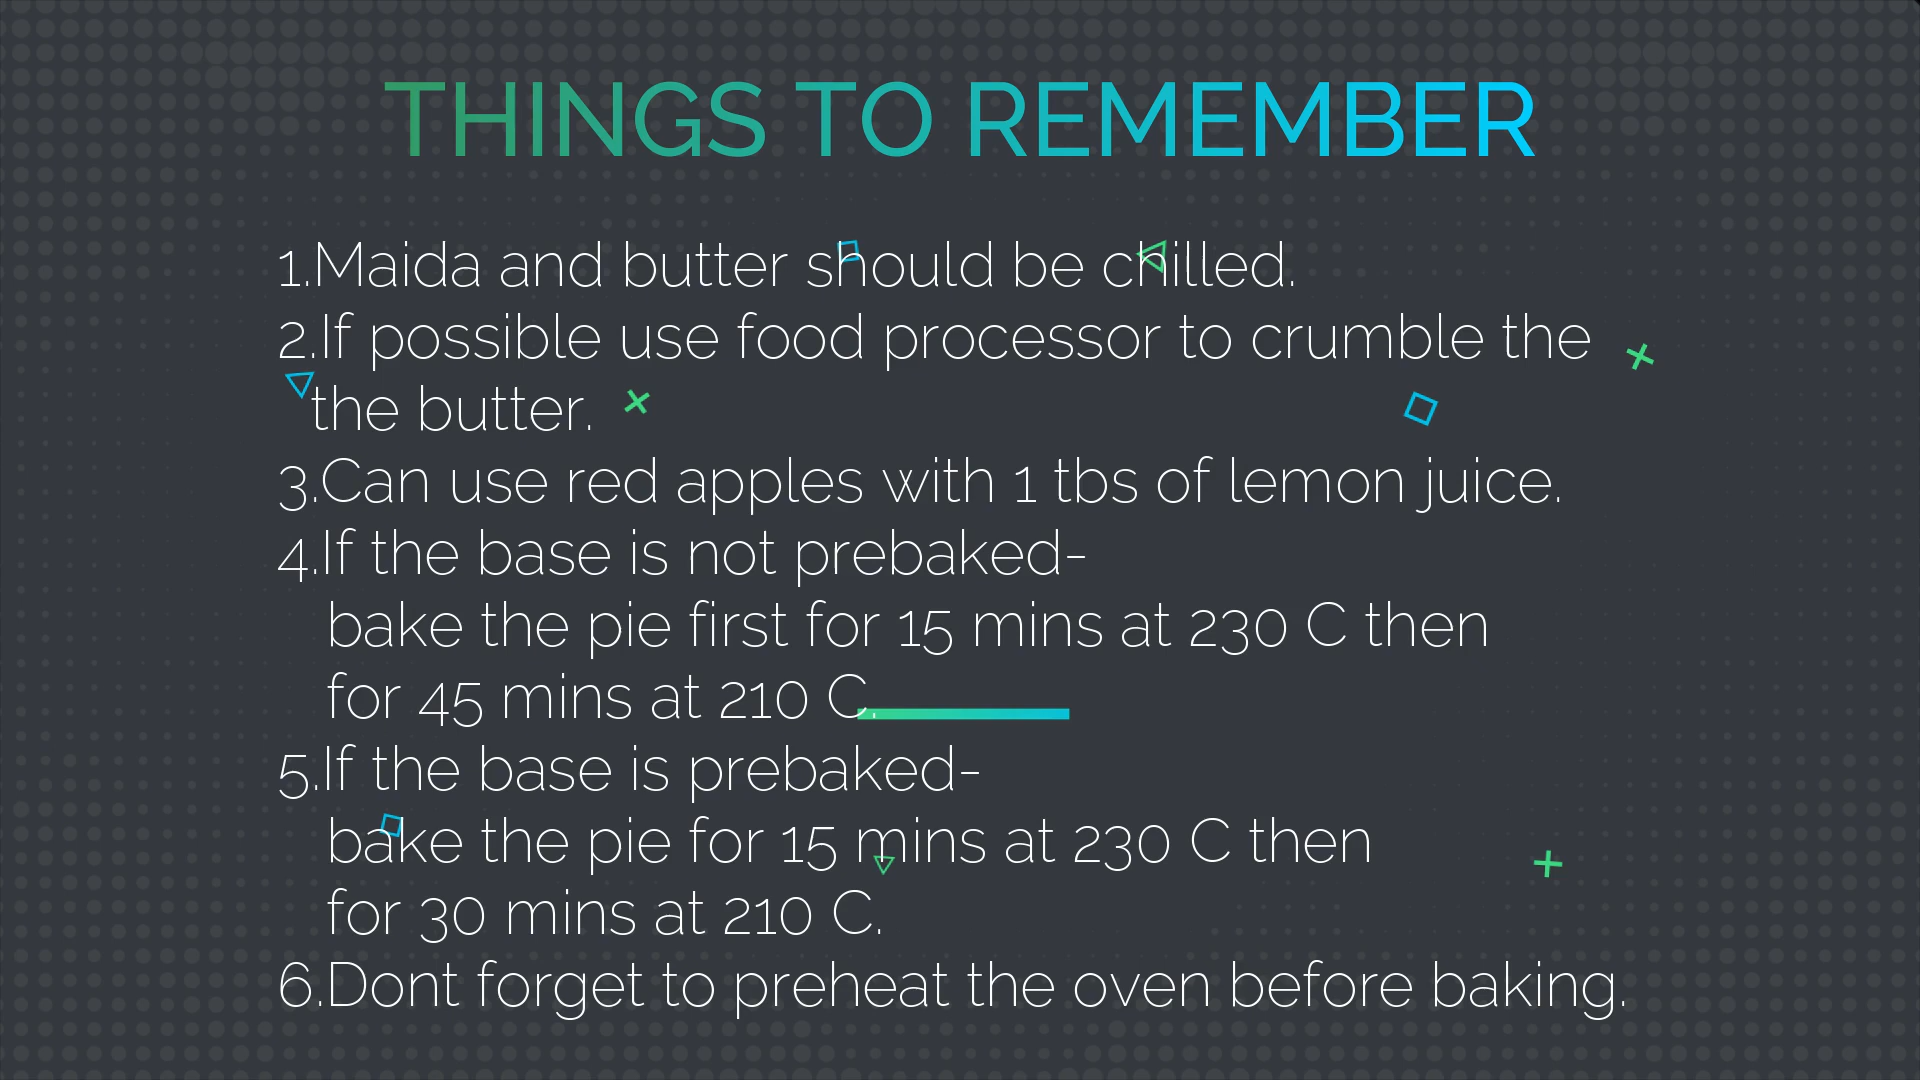 THINGS TO REMEMBER
1.Maida and butter should be chilled.
2.If possible use food processor to crumble the
the butter.
3.Can use red apples with 1 tbs of lemon juice.
4.If the base is not prebaked-
bake the pie first for 15 mins at 230 C then
for 45 mins at 210 C.
5.If the base is prebaked-
bake the pie for 15 mins at 230 C then
for 30 mins at 210 C.
6.Dont forget to preheat the oven before baking.